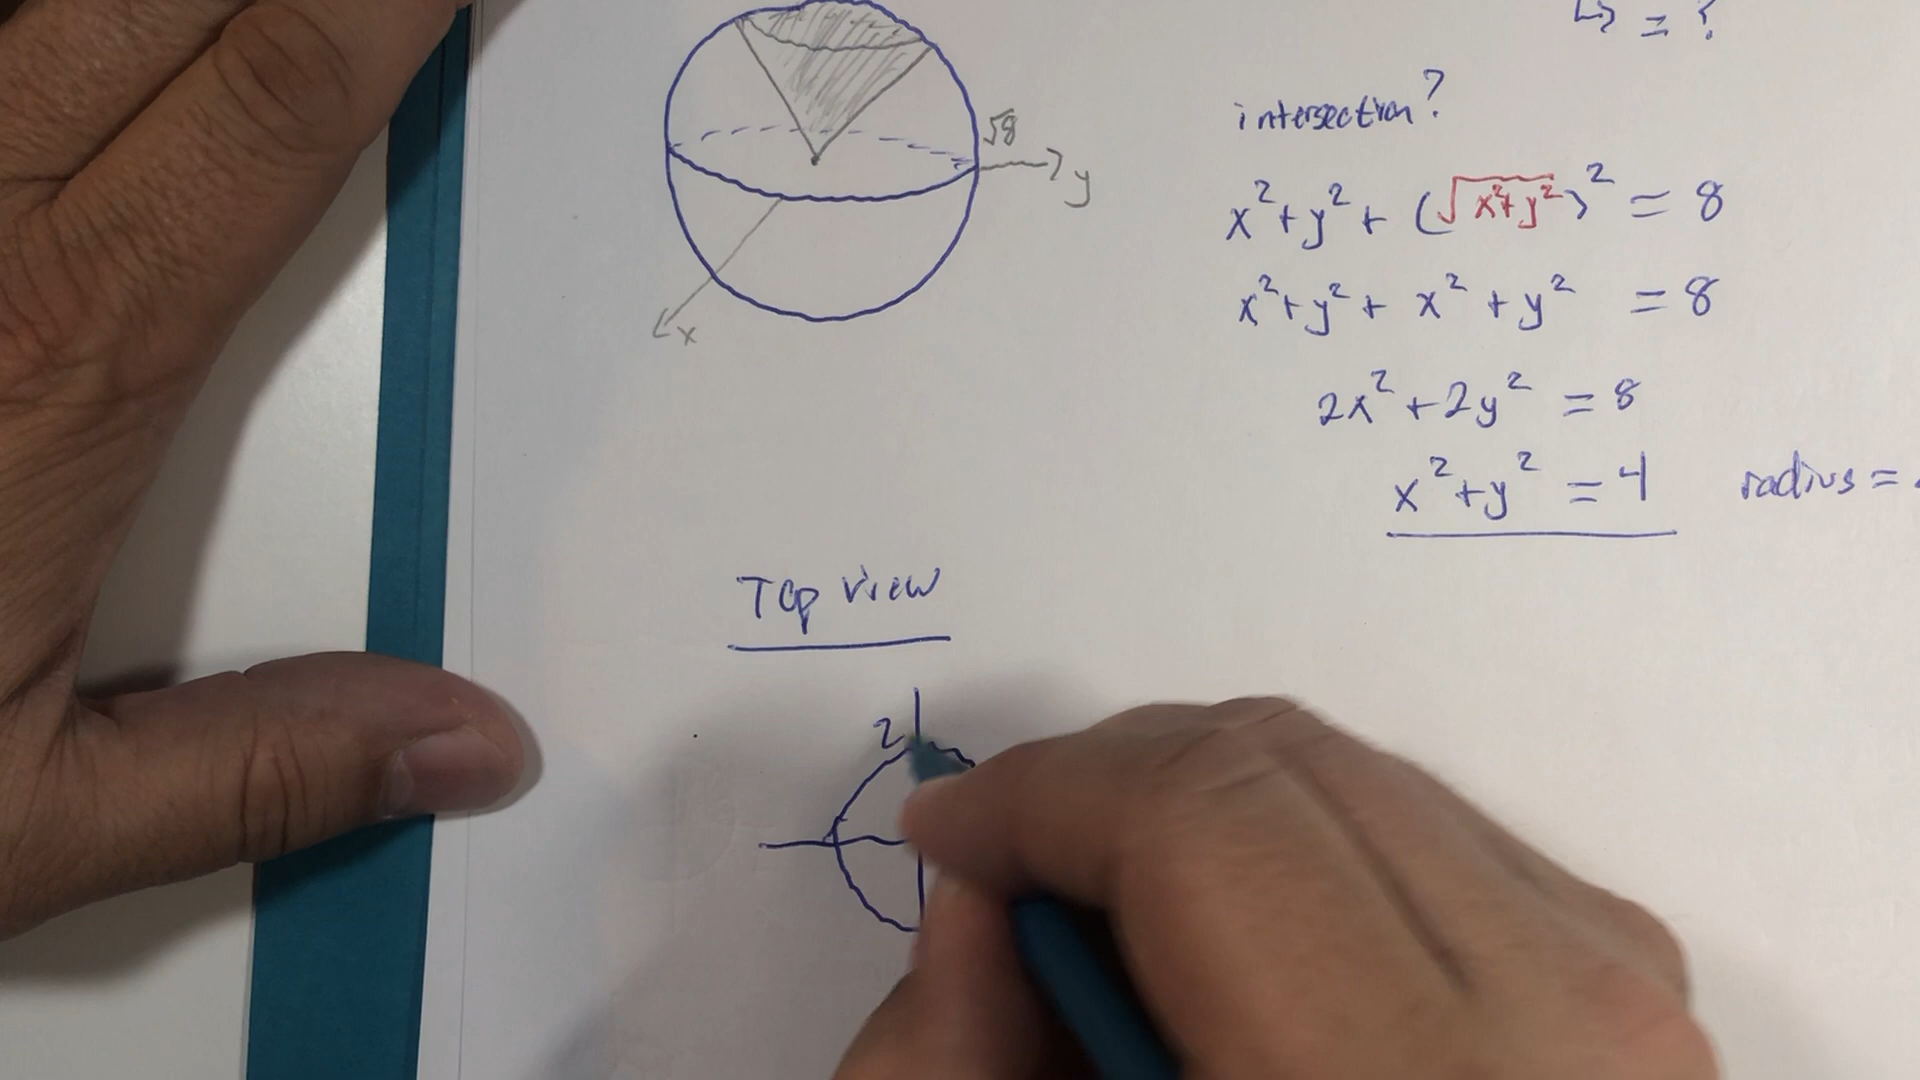 ↳ = ?
√8
y
x
intersection?
x²+y²+(√x²+y²)² = 8
x²+y²+ x²+y² = 8
2x²+2y² = 8
x²+y² = 4 radius =
Top view
2